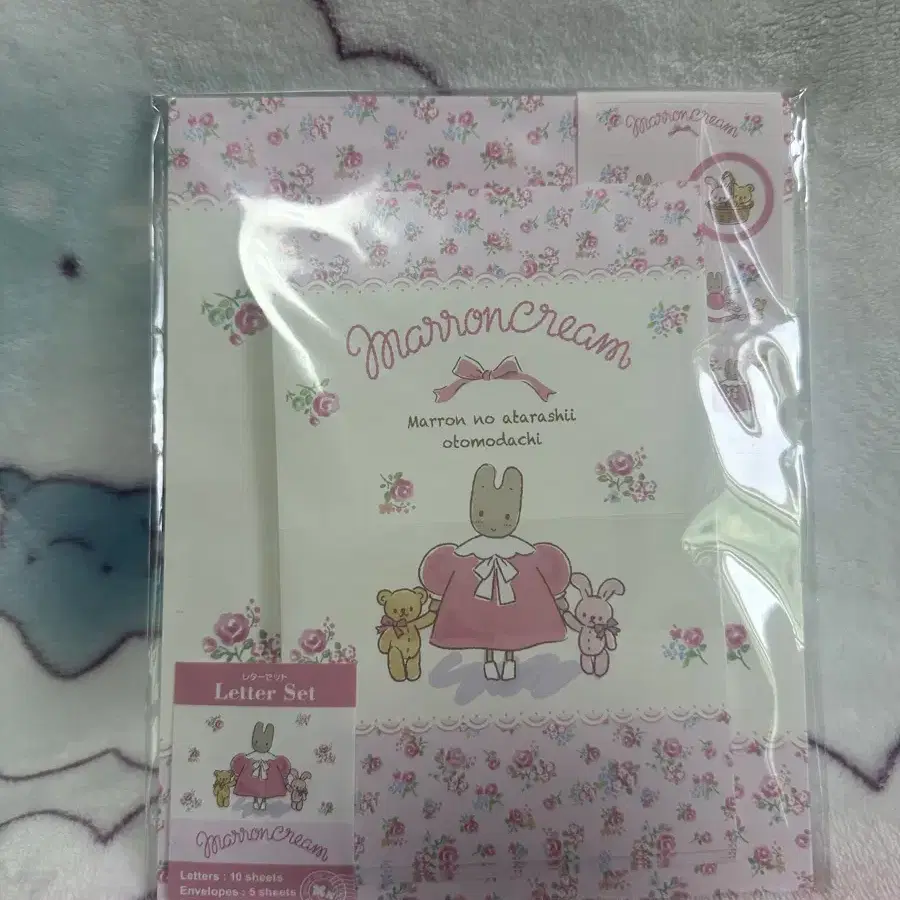 MarronCream
MarronCream
Marron no atarashii
otomodachi
レターセット
Letter Set
MarronCream
Letters : 10 sheets
Envelopes : 5 sheets